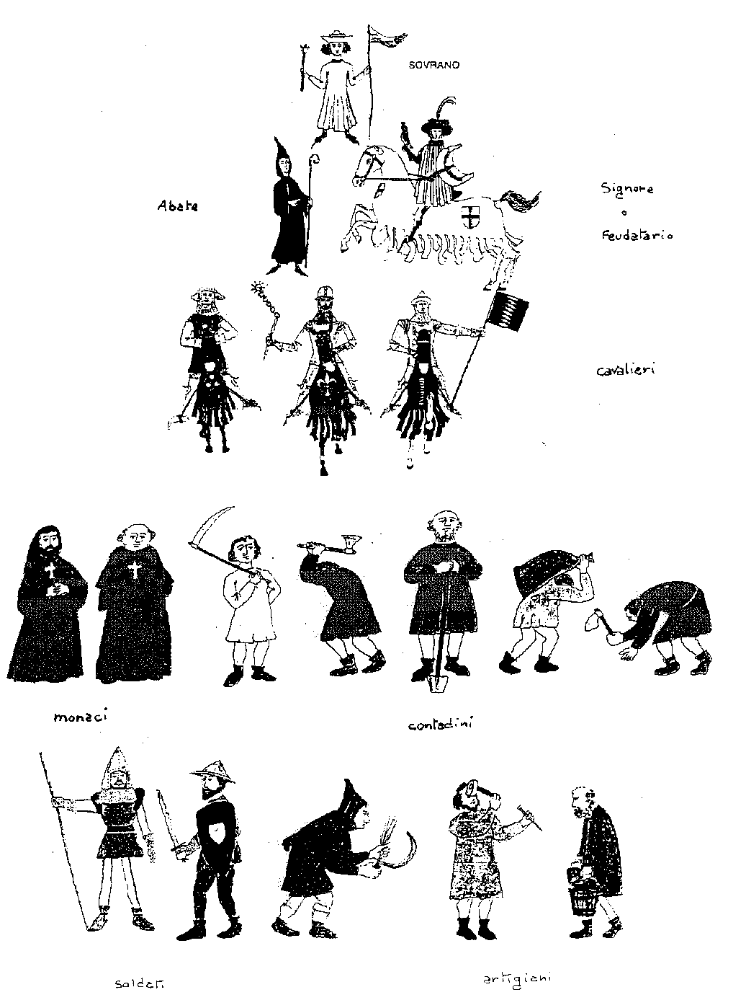 SOVRANO
Abate
Signore
o
Feudatario
cavalieri
monaci
contadini
soldati
artigiani